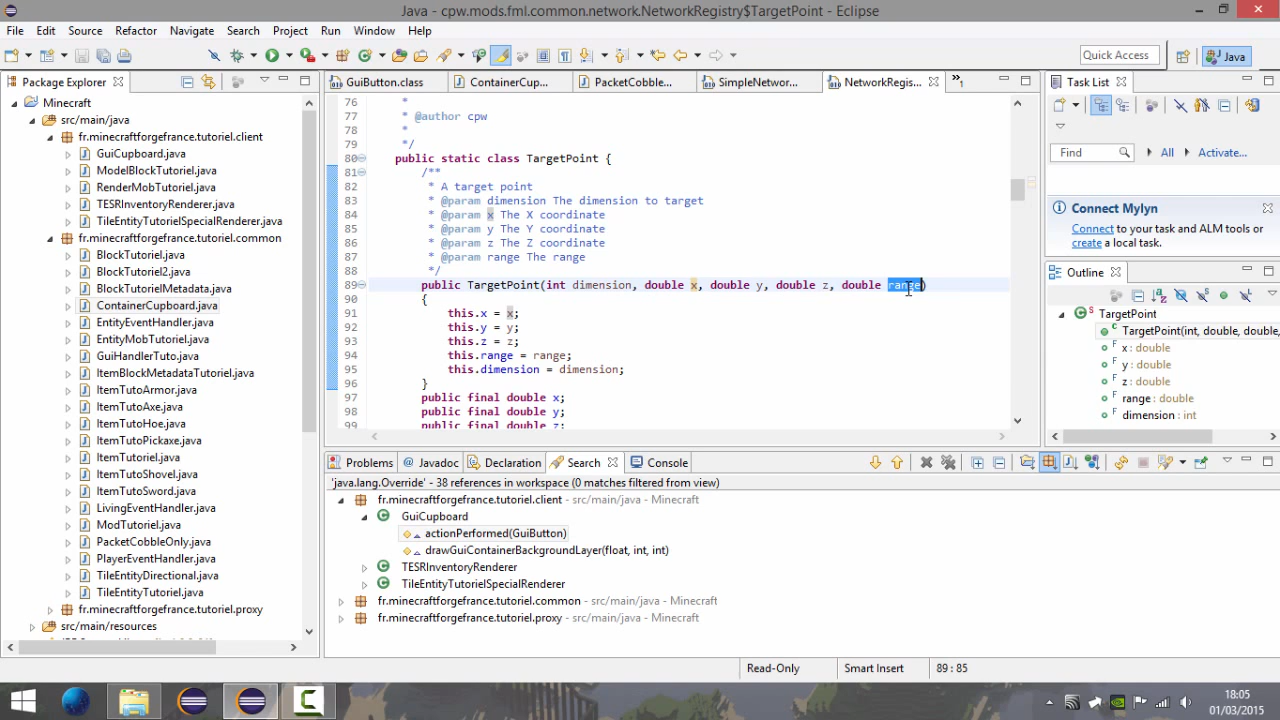 Java - cpw.mods.fml.common.network.NetworkRegistry$TargetPoint - Eclipse
File Edit Source Refactor Navigate Search Project Run Window Help
Quick Access
Java
Package Explorer
GuiButton.class
ContainerCup...
PacketCobble...
SimpleNetwor...
NetworkRegis...
»1
Task List
Minecraft
src/main/java
fr.minecraftforgefrance.tutoriel.client
GuiCupboard.java
ModelBlockTutoriel.java
RenderMobTutoriel.java
TESRInventoryRenderer.java
TileEntityTutorielSpecialRenderer.java
fr.minecraftforgefrance.tutoriel.common
BlockTutoriel.java
BlockTutoriel2.java
BlockTutorielMetadata.java
ContainerCupboard.java
EntityEventHandler.java
EntityMobTutoriel.java
GuiHandlerTuto.java
ItemBlockMetadataTutoriel.java
ItemTutoArmor.java
ItemTutoAxe.java
ItemTutoHoe.java
ItemTutoPickaxe.java
ItemTutoriel.java
ItemTutoShovel.java
ItemTutoSword.java
LivingEventHandler.java
ModTutoriel.java
PacketCobbleOnly.java
PlayerEventHandler.java
TileEntityDirectional.java
TileEntityTutoriel.java
fr.minecraftforgefrance.tutoriel.proxy
src/main/resources
76 *
77 * @author cpw
78 *
79 */
80 public static class TargetPoint {
81 /**
82 * A target point
83 * @param dimension The dimension to target
84 * @param x The X coordinate
85 * @param y The Y coordinate
86 * @param z The Z coordinate
87 * @param range The range
88 */
89 public TargetPoint(int dimension, double x, double y, double z, double range)
90 {
91 this.x = x;
92 this.y = y;
93 this.z = z;
94 this.range = range;
95 this.dimension = dimension;
96 }
97 public final double x;
98 public final double y;
99 public final double z;
Find
All
Activate...
Connect Mylyn
Connect to your task and ALM tools or
create a local task.
Outline
TargetPoint
TargetPoint(int, double, double,
x : double
y : double
z : double
range : double
dimension : int
Problems
@ Javadoc
Declaration
Search
Console
'java.lang.Override' - 38 references in workspace (0 matches filtered from view)
fr.minecraftforgefrance.tutoriel.client - src/main/java - Minecraft
GuiCupboard
actionPerformed(GuiButton)
drawGuiContainerBackgroundLayer(float, int, int)
TESRInventoryRenderer
TileEntityTutorielSpecialRenderer
fr.minecraftforgefrance.tutoriel.common - src/main/java - Minecraft
fr.minecraftforgefrance.tutoriel.proxy - src/main/java - Minecraft
Read-Only
Smart Insert
89 : 85
18:05
01/03/2015